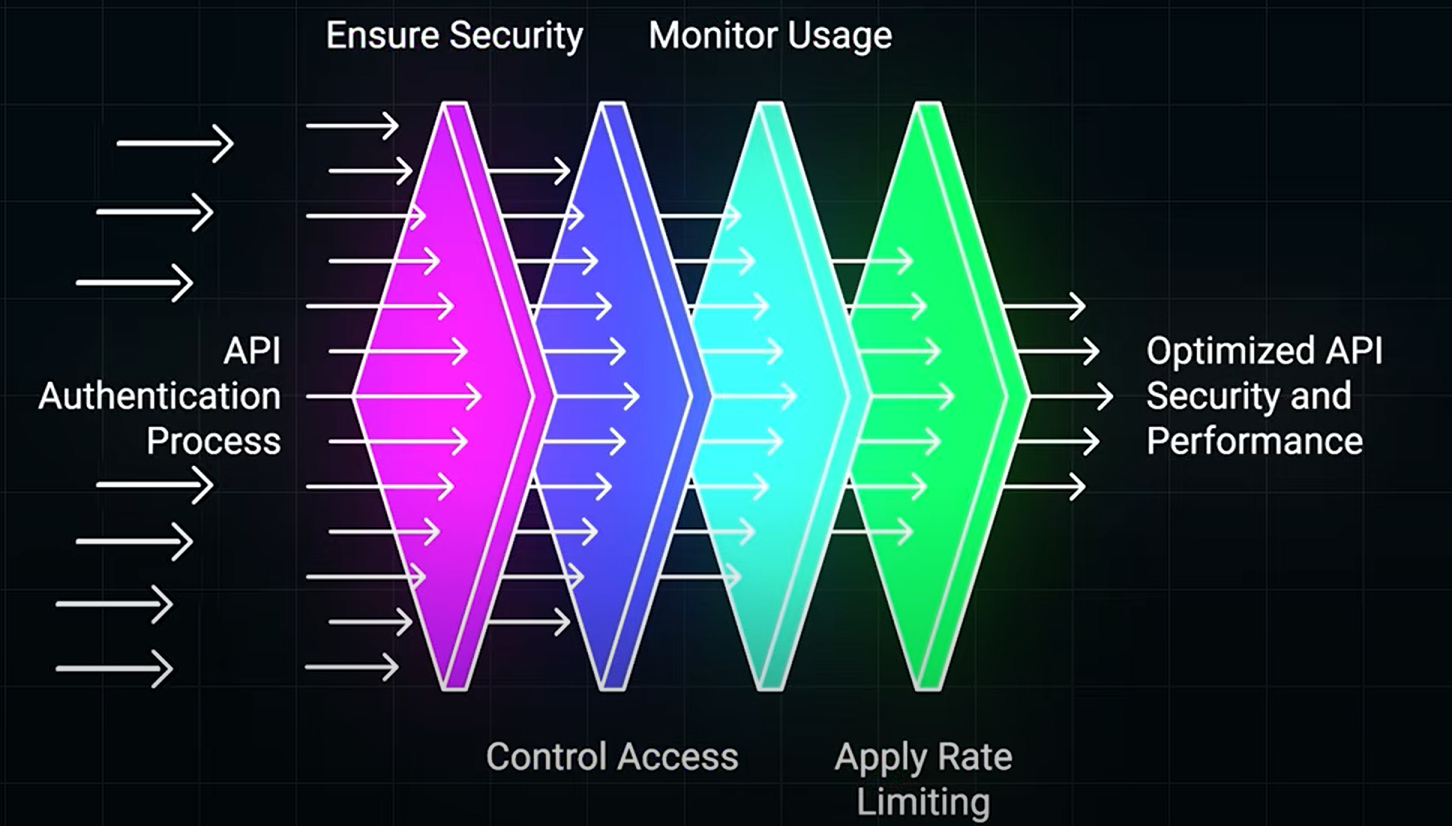 Ensure Security
Monitor Usage
API
Authentication
Process
Optimized API
Security and
Performance
Control Access
Apply Rate
Limiting